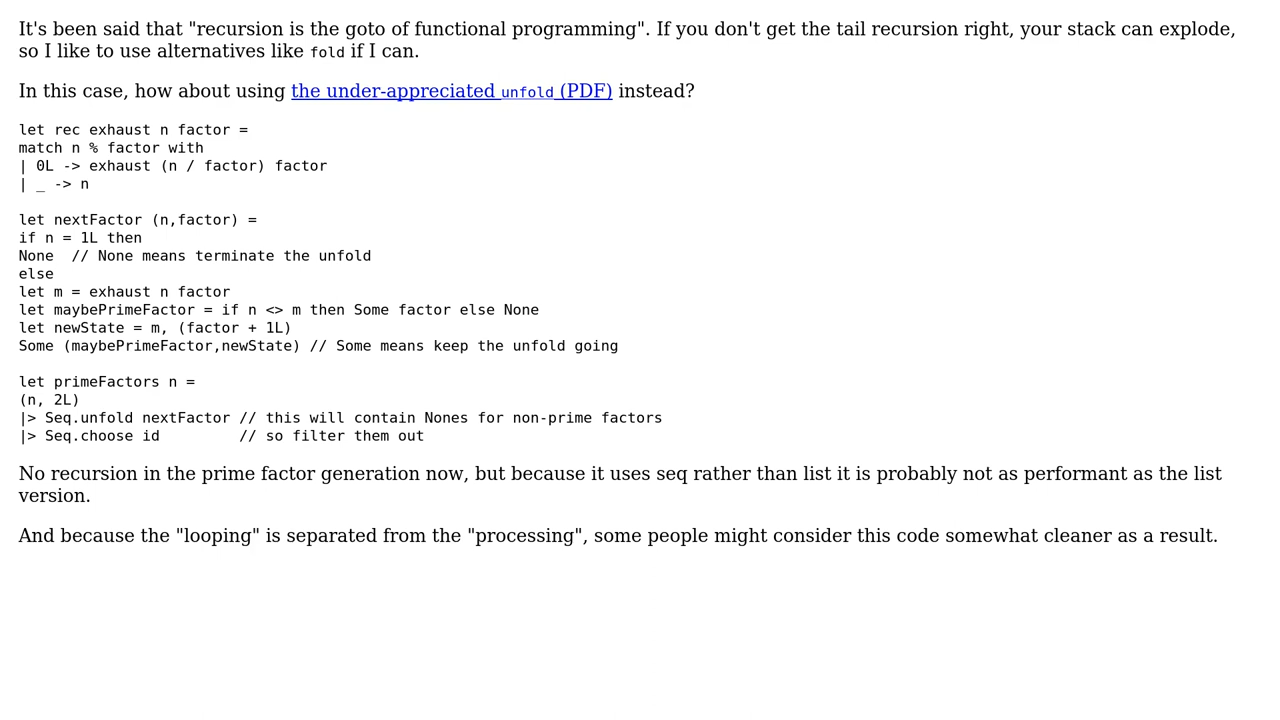 It's been said that "recursion is the goto of functional programming". If you don't get the tail recursion right, your stack can explode,
so I like to use alternatives like fold if I can.
In this case, how about using the under-appreciated unfold (PDF) instead?
let rec exhaust n factor =
match n % factor with
| 0L -> exhaust (n / factor) factor
| _ -> n
let nextFactor (n,factor) =
if n = 1L then
None  // None means terminate the unfold
else
let m = exhaust n factor
let maybePrimeFactor = if n <> m then Some factor else None
let newState = m, (factor + 1L)
Some (maybePrimeFactor,newState) // Some means keep the unfold going
let primeFactors n =
(n, 2L)
|> Seq.unfold nextFactor // this will contain Nones for non-prime factors
|> Seq.choose id         // so filter them out
No recursion in the prime factor generation now, but because it uses seq rather than list it is probably not as performant as the list
version.
And because the "looping" is separated from the "processing", some people might consider this code somewhat cleaner as a result.